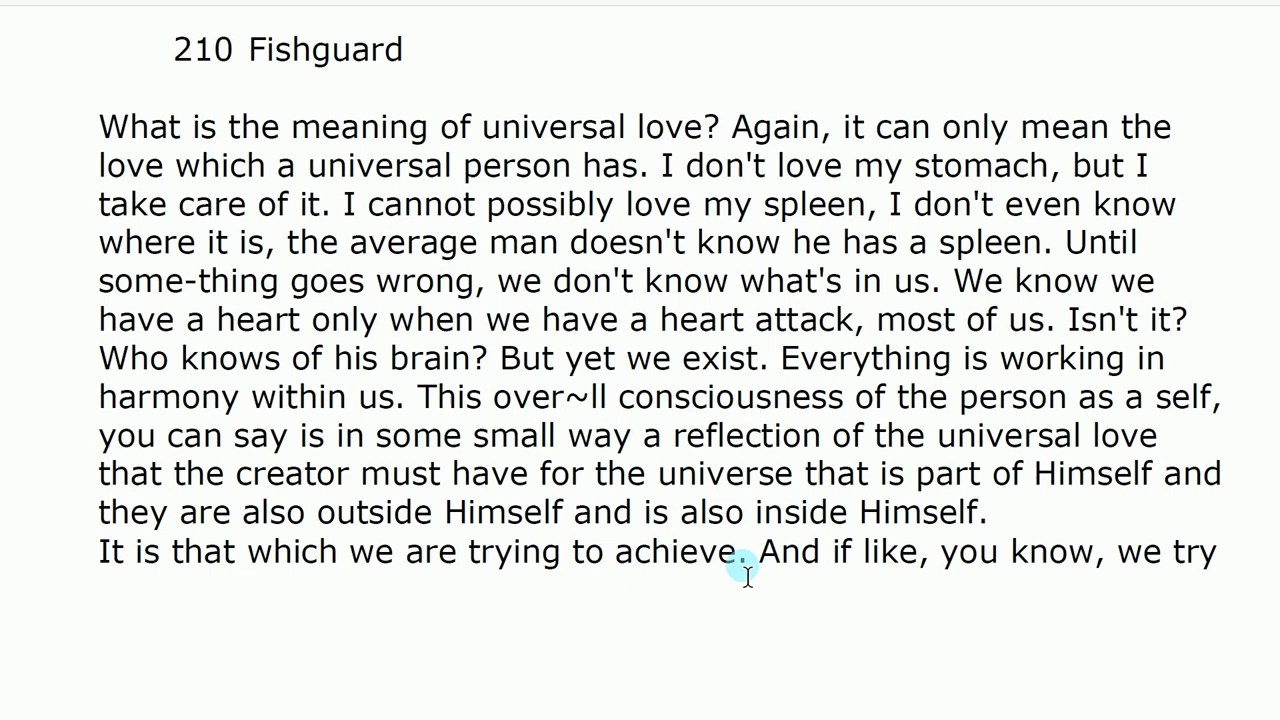 210 Fishguard
What is the meaning of universal love? Again, it can only mean the
love which a universal person has. I don't love my stomach, but I
take care of it. I cannot possibly love my spleen, I don't even know
where it is, the average man doesn't know he has a spleen. Until
some-thing goes wrong, we don't know what's in us. We know we
have a heart only when we have a heart attack, most of us. Isn't it?
Who knows of his brain? But yet we exist. Everything is working in
harmony within us. This over~ll consciousness of the person as a self,
you can say is in some small way a reflection of the universal love
that the creator must have for the universe that is part of Himself and
they are also outside Himself and is also inside Himself.
It is that which we are trying to achieve. And if like, you know, we try